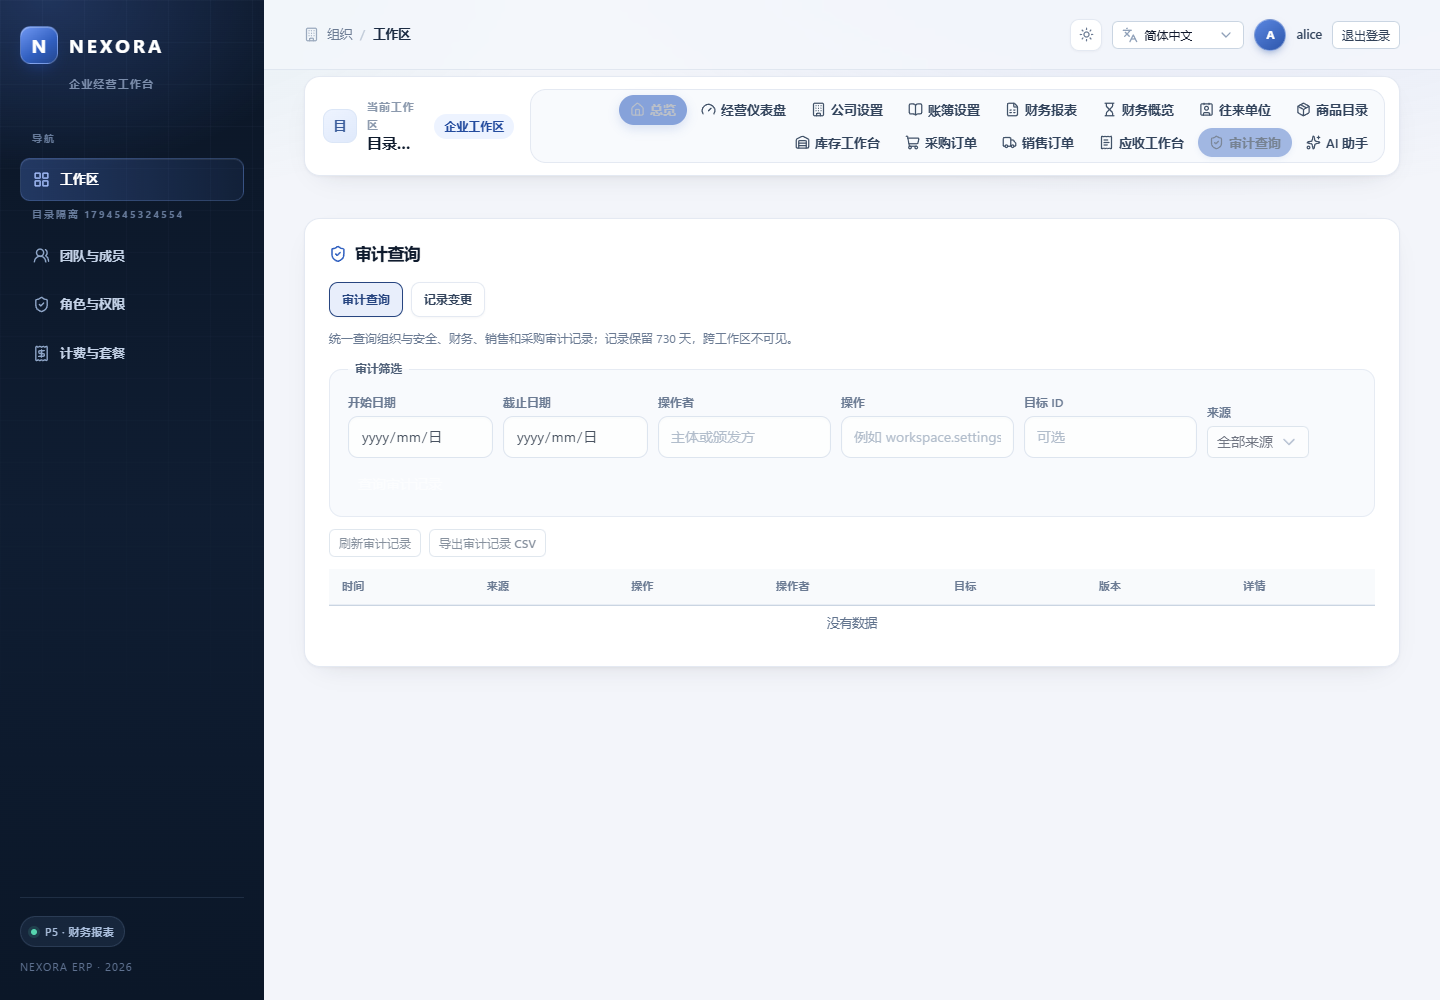 N NEXORA
企业经营工作台
导航
工作区
目录隔离 1794545324554
团队与成员
角色与权限
计费与套餐
P5 · 财务报表
NEXORA ERP · 2026
组织 / 工作区
简体中文
A alice
退出登录
目
当前工作区
目录...
企业工作区
总览 经营仪表盘 公司设置 账簿设置 财务报表 财务概览 往来单位 商品目录
库存工作台 采购订单 销售订单 应收工作台 审计查询 AI 助手
审计查询
审计查询 记录变更
统一查询组织与安全、财务、销售和采购审计记录；记录保留 730 天，跨工作区不可见。
审计筛选
开始日期 截止日期 操作者 操作 目标 ID 来源
yyyy/mm/日 yyyy/mm/日 主体或颁发方 例如 workspace.settings 可选 全部来源
刷新审计记录 导出审计记录 CSV
时间 来源 操作 操作者 目标 版本 详情
没有数据